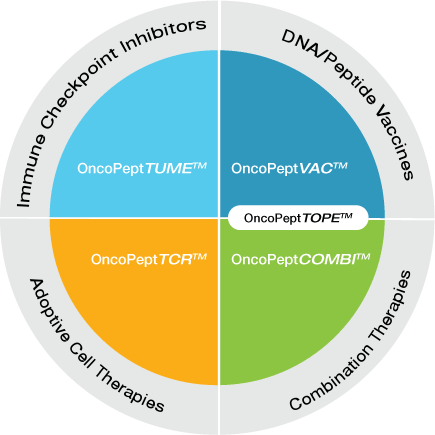 Immune Checkpoint Inhibitors
DNA/Peptide Vaccines
OncoPeptTUME™
OncoPeptVAC™
OncoPeptTOPE™
OncoPeptTCR™
OncoPeptCOMBI™
Adoptive Cell Therapies
Combination Therapies